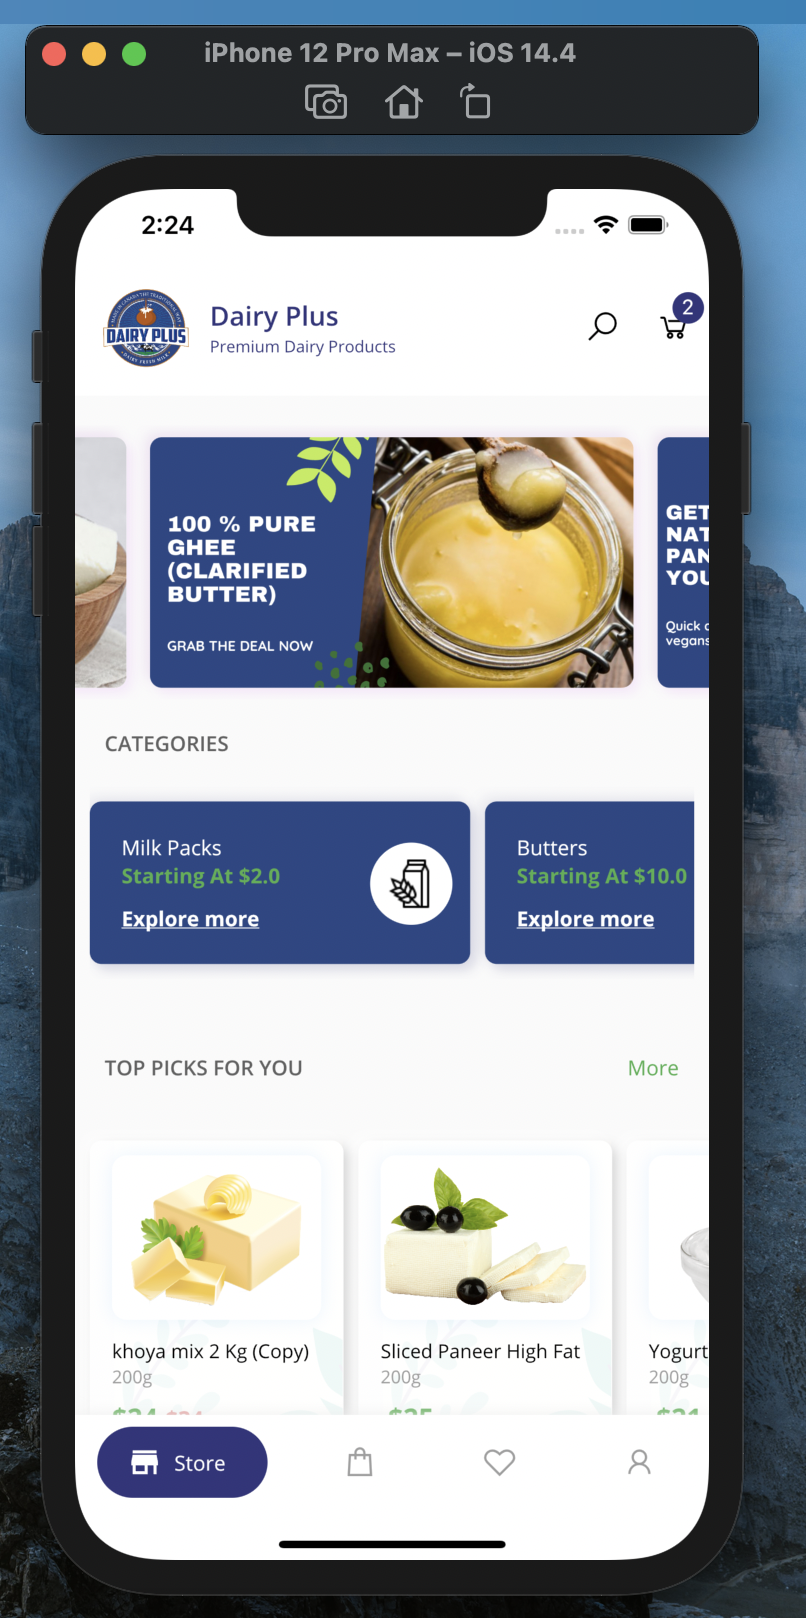 iPhone 12 Pro Max – iOS 14.4
2:24
DAIRY PLUS
Dairy Plus
Premium Dairy Products
2
100 % PURE
GHEE
(CLARIFIED
BUTTER)
GRAB THE DEAL NOW
GET
NAT
PAN
YOU
Quick
vegans
CATEGORIES
Milk Packs
Starting At $2.0
Explore more
Butters
Starting At $10.0
Explore more
TOP PICKS FOR YOU
More
khoya mix 2 Kg (Copy)
200g
Sliced Paneer High Fat
200g
Yogurt
200g
Store